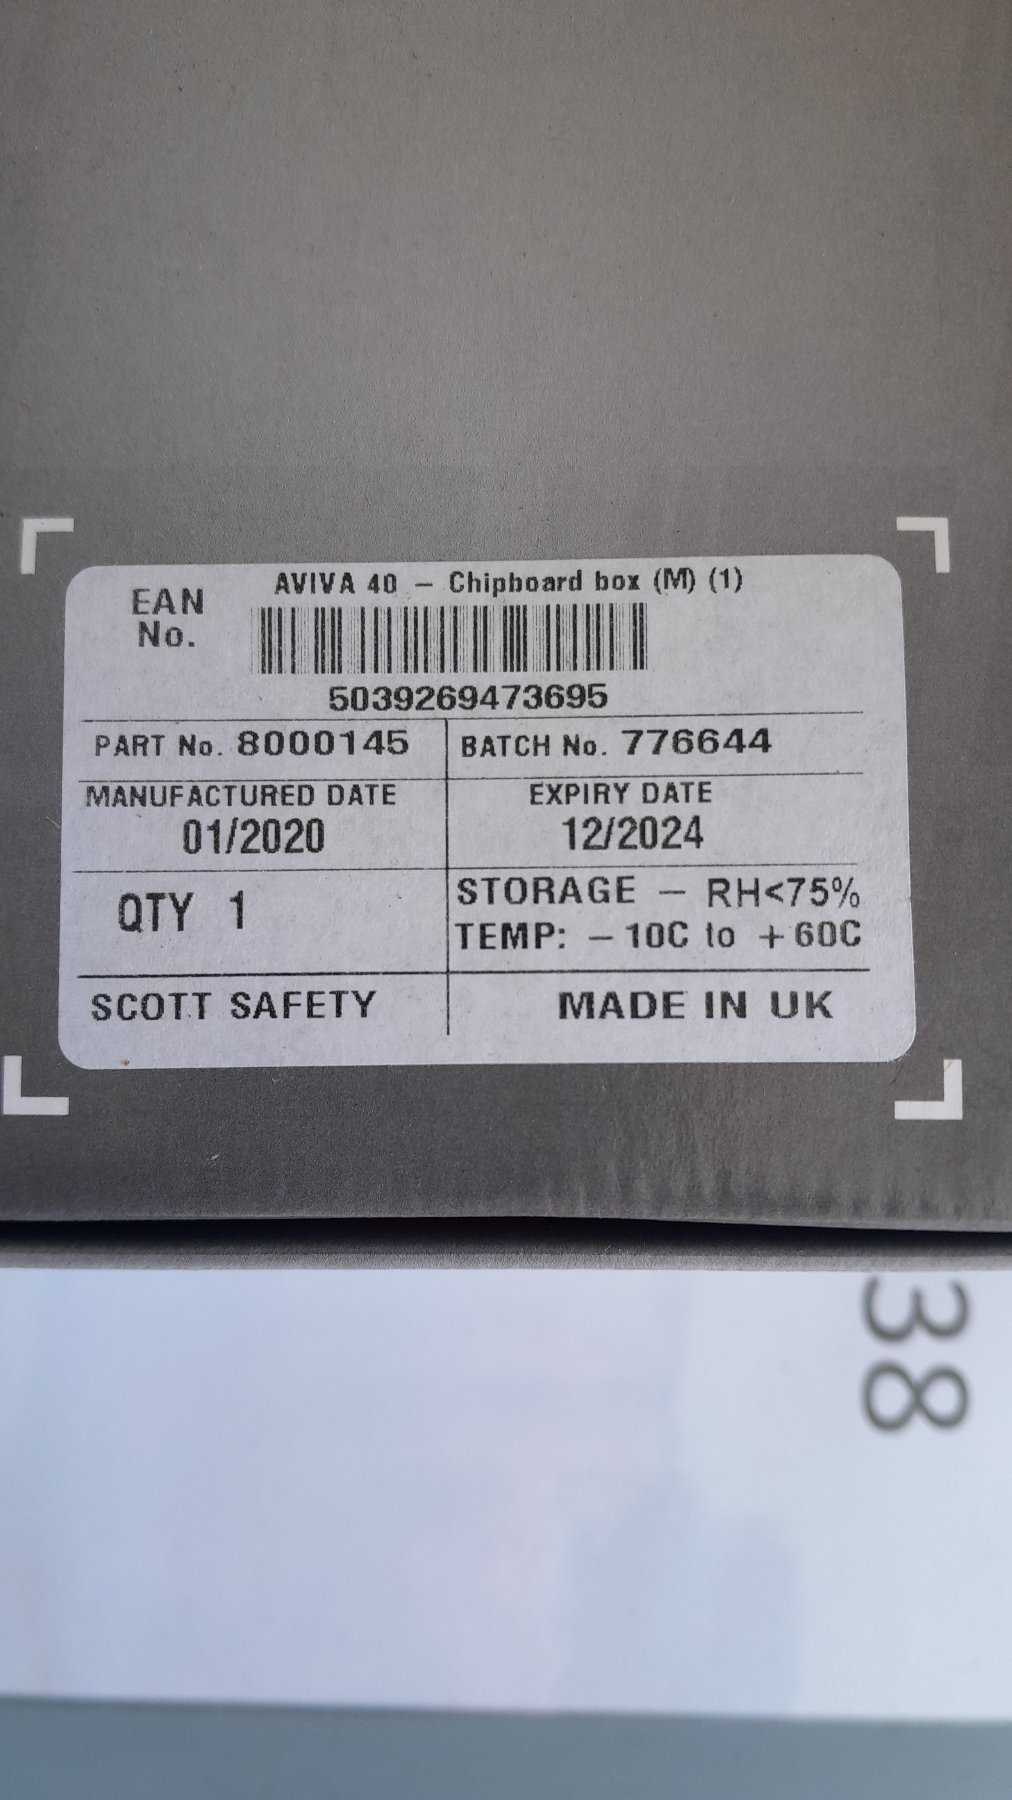 AVIVA 40 – Chipboard box (M) (1)
EAN
No.
5039269473695
PART No. 8000145
BATCH No. 776644
MANUFACTURED DATE
01/2020
EXPIRY DATE
12/2024
QTY 1
STORAGE – RH<75%
TEMP: –10C to +60C
SCOTT SAFETY
MADE IN UK
38